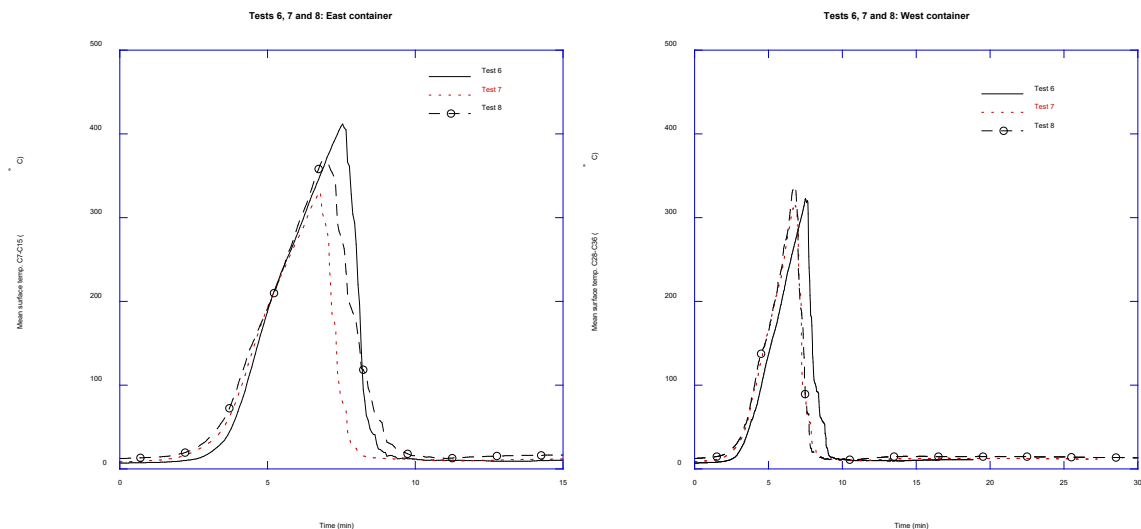 Tests 6, 7 and 8: East container
500
400
300
200
100
0
Mean surface temp. C7-C15 (
°
C)
Test 6
Test 7
Test 8
0
5
10
15
Time (min)
Tests 6, 7 and 8: West container
500
400
300
200
100
0
Mean surface temp. C28-C36 (
°
C)
Test 6
Test 7
Test 8
0
5
10
15
20
25
30
Time (min)